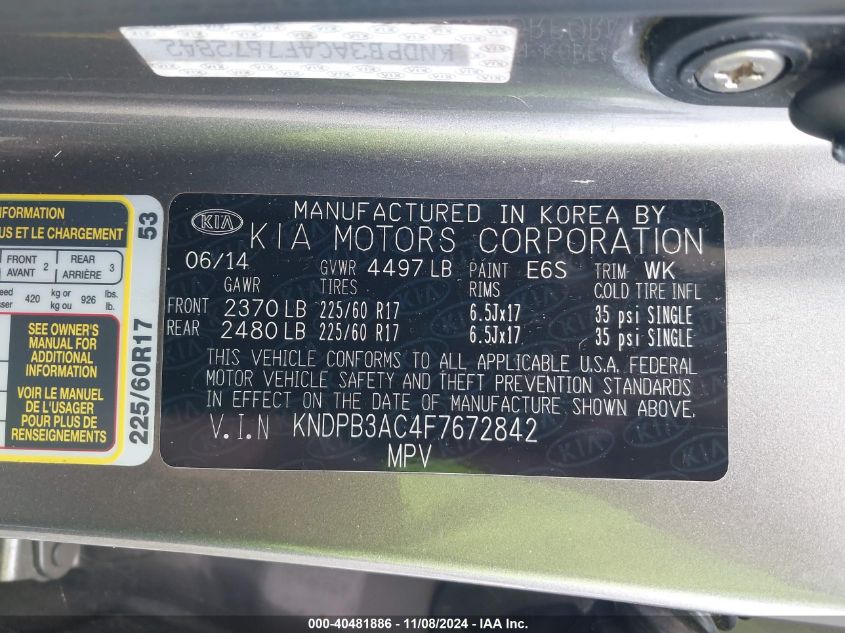 KNDPB3AC4F7672842
NFORMATION
US ET LE CHARGEMENT
FRONT 2 REAR 3
AVANT ARRIÈRE
420 kg or 926 lbs.
kg ou lb.
SEE OWNER'S
MANUAL FOR
ADDITIONAL
INFORMATION
VOIR LE MANUEL
DE L'USAGER
POUR PLUS DE
RENSEIGNEMENTS
225/60R17 53
KIA
MANUFACTURED IN KOREA BY
KIA MOTORS CORPORATION
06/14 GVWR 4497 LB PAINT E6S TRIM WK
GAWR TIRES RIMS COLD TIRE INFL
FRONT 2370 LB 225/60 R17 6.5Jx17 35 psi SINGLE
REAR 2480 LB 225/60 R17 6.5Jx17 35 psi SINGLE
THIS VEHICLE CONFORMS TO ALL APPLICABLE U.S.A. FEDERAL
MOTOR VEHICLE SAFETY AND THEFT PREVENTION STANDARDS
IN EFFECT ON THE DATE OF MANUFACTURE SHOWN ABOVE.
V.I.N KNDPB3AC4F7672842
MPV
000-40481886 - 11/08/2024 - IAA Inc.